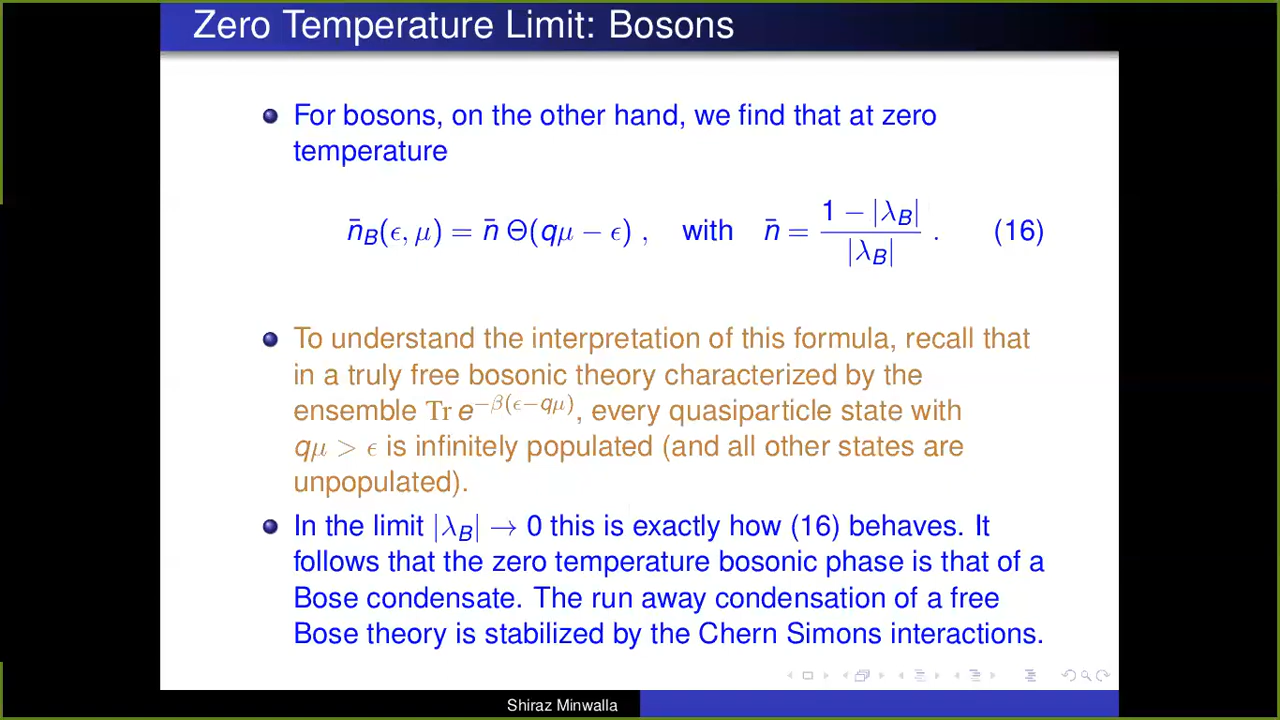 Zero Temperature Limit: Bosons
For bosons, on the other hand, we find that at zero
temperature
n̄_B(ϵ, μ) = n̄ Θ(qμ − ϵ) , with n̄ = (1 − |λ_B|) / |λ_B| . (16)
To understand the interpretation of this formula, recall that
in a truly free bosonic theory characterized by the
ensemble Tr e^{−β(ϵ−qμ)}, every quasiparticle state with
qμ > ϵ is infinitely populated (and all other states are
unpopulated).
In the limit |λ_B| → 0 this is exactly how (16) behaves. It
follows that the zero temperature bosonic phase is that of a
Bose condensate. The run away condensation of a free
Bose theory is stabilized by the Chern Simons interactions.
Shiraz Minwalla